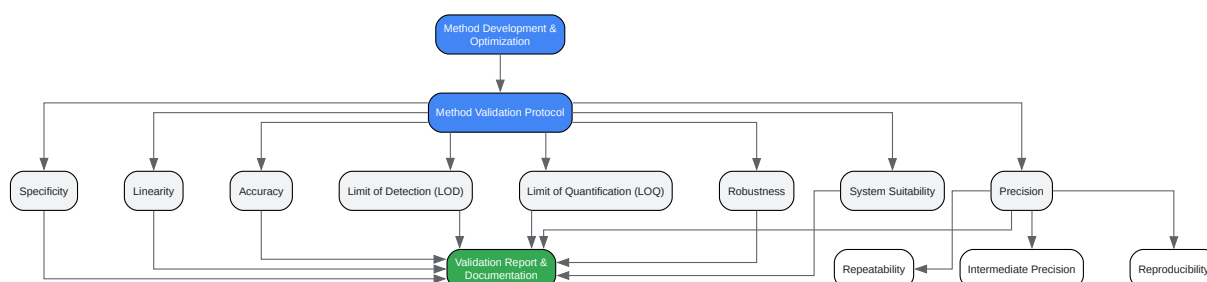 Method Development &
Optimization
Method Validation Protocol
Specificity
Linearity
Accuracy
Limit of Detection (LOD)
Limit of Quantification (LOQ)
Robustness
System Suitability
Precision
Validation Report &
Documentation
Repeatability
Intermediate Precision
Reproducibility